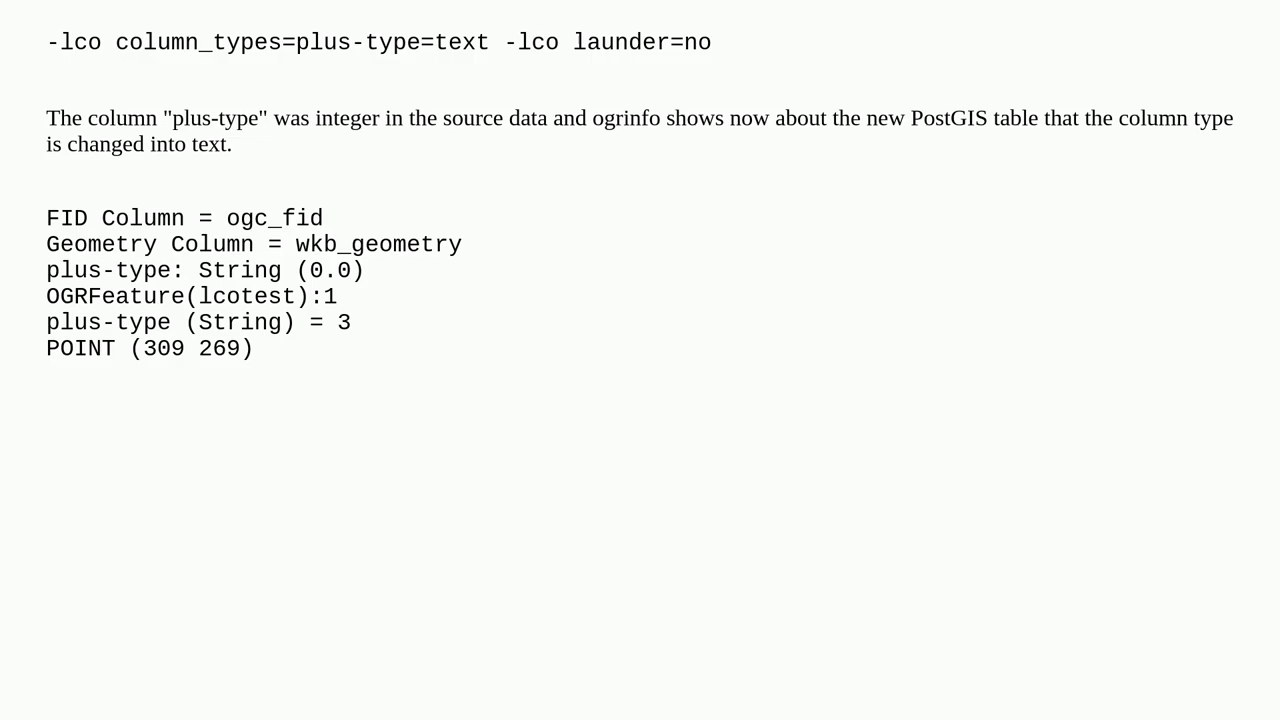 -lco column_types=plus-type=text -lco launder=no
The column "plus-type" was integer in the source data and ogrinfo shows now about the new PostGIS table that the column type
is changed into text.
FID Column = ogc_fid
Geometry Column = wkb_geometry
plus-type: String (0.0)
OGRFeature(lcotest):1
plus-type (String) = 3
POINT (309 269)